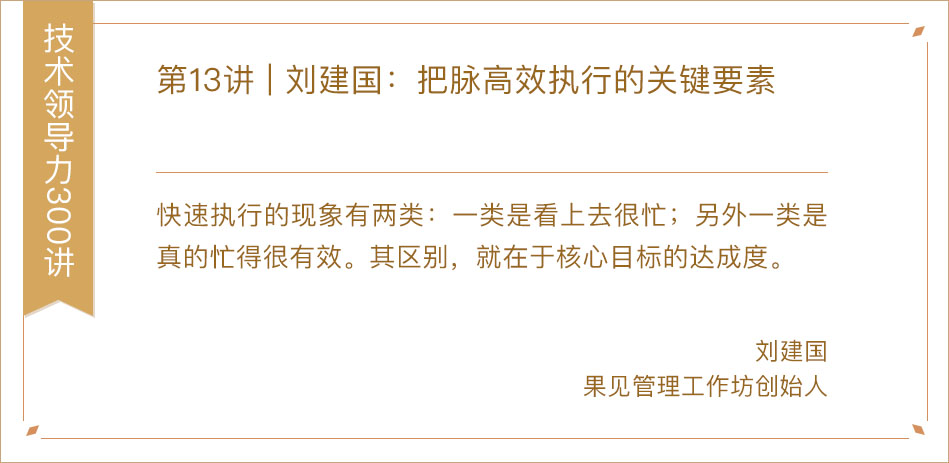 技术领导力300讲
第13讲 | 刘建国：把脉高效执行的关键要素
快速执行的现象有两类：一类是看上去很忙；另外一类是
真的忙得很有效。其区别，就在于核心目标的达成度。
刘建国
果见管理工作坊创始人